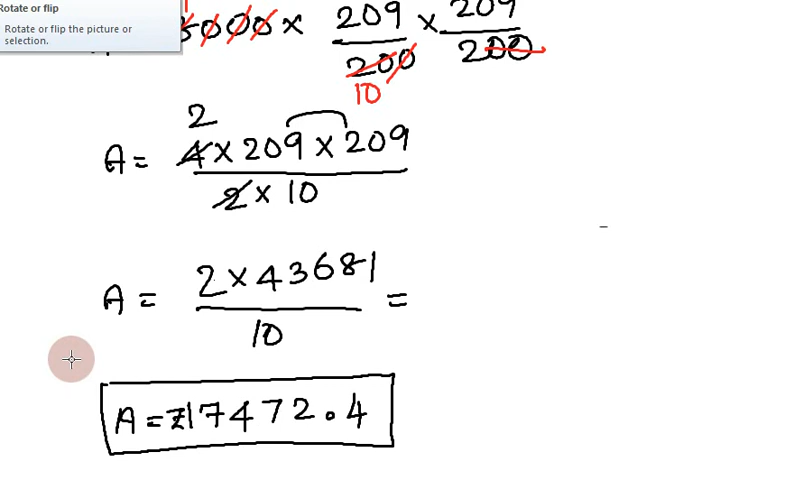 Rotate or flip
Rotate or flip the picture or
selection.
000 × 209/200 × 209/200
10
2
A = 4 × 209 × 209 / 2 × 10
A = 2 × 43681 / 10 =
A = ₹17472.4